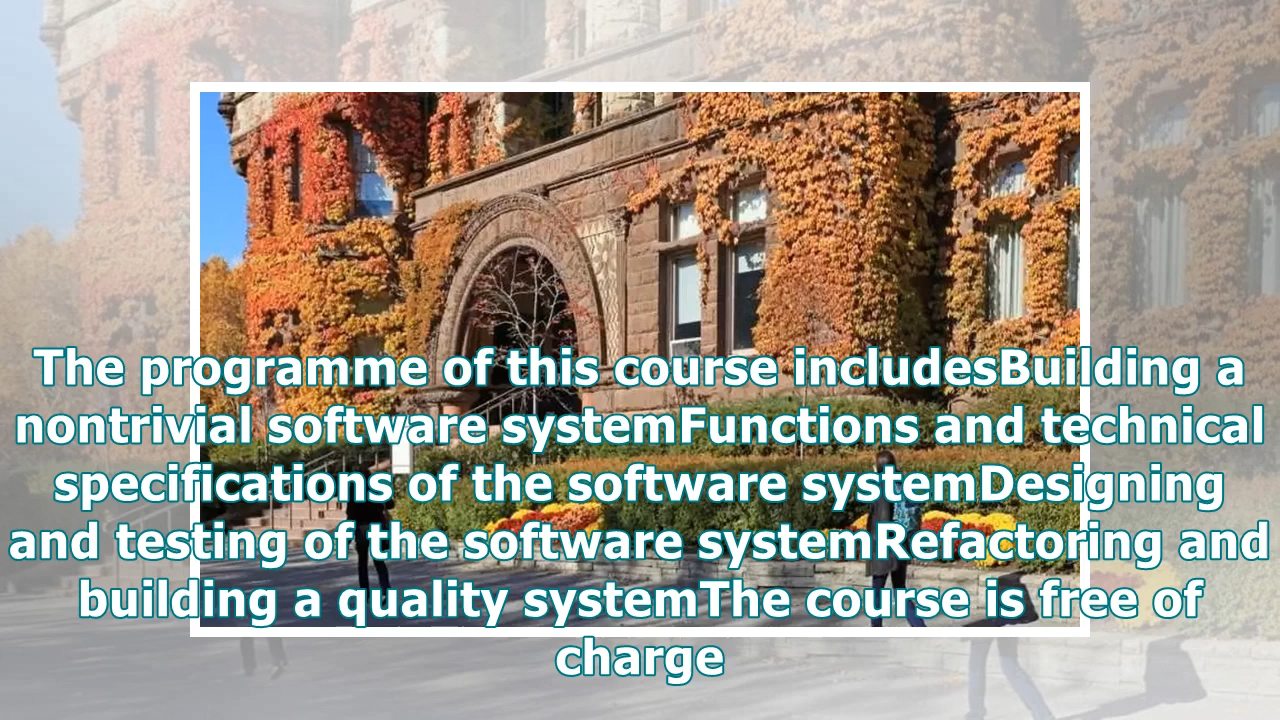 The programme of this course includesBuilding a
nontrivial software systemFunctions and technical
specifications of the software systemDesigning
and testing of the software systemRefactoring and
building a quality systemThe course is free of
charge